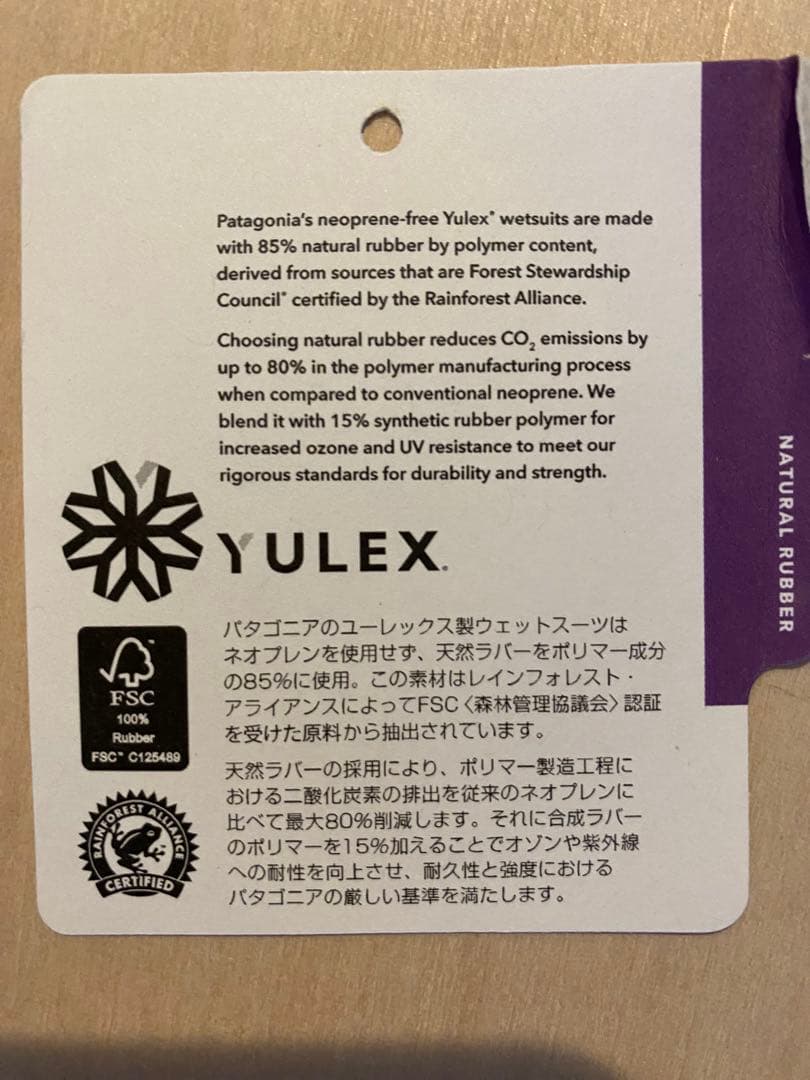 Patagonia's neoprene-free Yulex® wetsuits are made
with 85% natural rubber by polymer content,
derived from sources that are Forest Stewardship
Council® certified by the Rainforest Alliance.
Choosing natural rubber reduces CO₂ emissions by
up to 80% in the polymer manufacturing process
when compared to conventional neoprene. We
blend it with 15% synthetic rubber polymer for
increased ozone and UV resistance to meet our
rigorous standards for durability and strength.
YULEX®
パタゴニアのユーレックス製ウェットスーツは
ネオプレンを使用せず、天然ラバーをポリマー成分
の85%に使用。この素材はレインフォレスト・
アライアンスによってFSC〈森林管理協議会〉認証
を受けた原料から抽出されています。
天然ラバーの採用により、ポリマー製造工程に
おける二酸化炭素の排出を従来のネオプレンに
比べて最大80%削減します。それに合成ラバー
のポリマーを15%加えることでオゾンや紫外線
への耐性を向上させ、耐久性と強度における
パタゴニアの厳しい基準を満たします。
FSC
100%
Rubber
FSC™ C125489
RAINFOREST ALLIANCE
CERTIFIED
NATURAL RUBBER